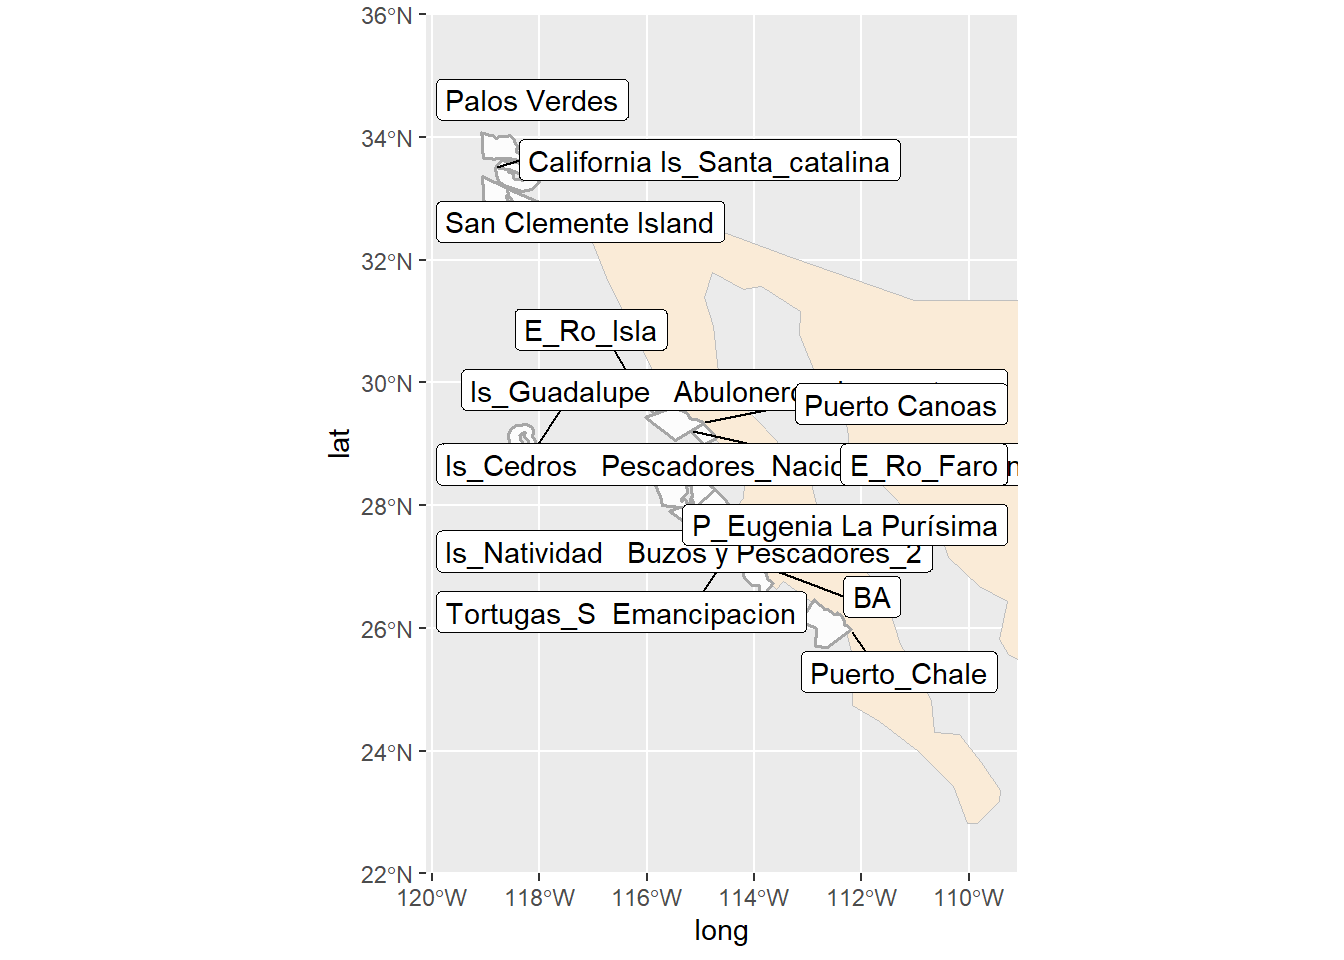 36°N
Palos Verdes
34°N
California Is_Santa_catalina
San Clemente Island
32°N
E_Ro_Isla
30°N
Is_Guadalupe   Abulonero
Puerto Canoas
lat
Is_Cedros   Pescadores_Nacio
E_Ro_Faro
28°N
P_Eugenia La Purísima
Is_Natividad   Buzos y Pescadores_2
BA
Tortugas_S  Emancipacion
26°N
Puerto_Chale
24°N
22°N
120°W 118°W 116°W 114°W 112°W 110°W
long